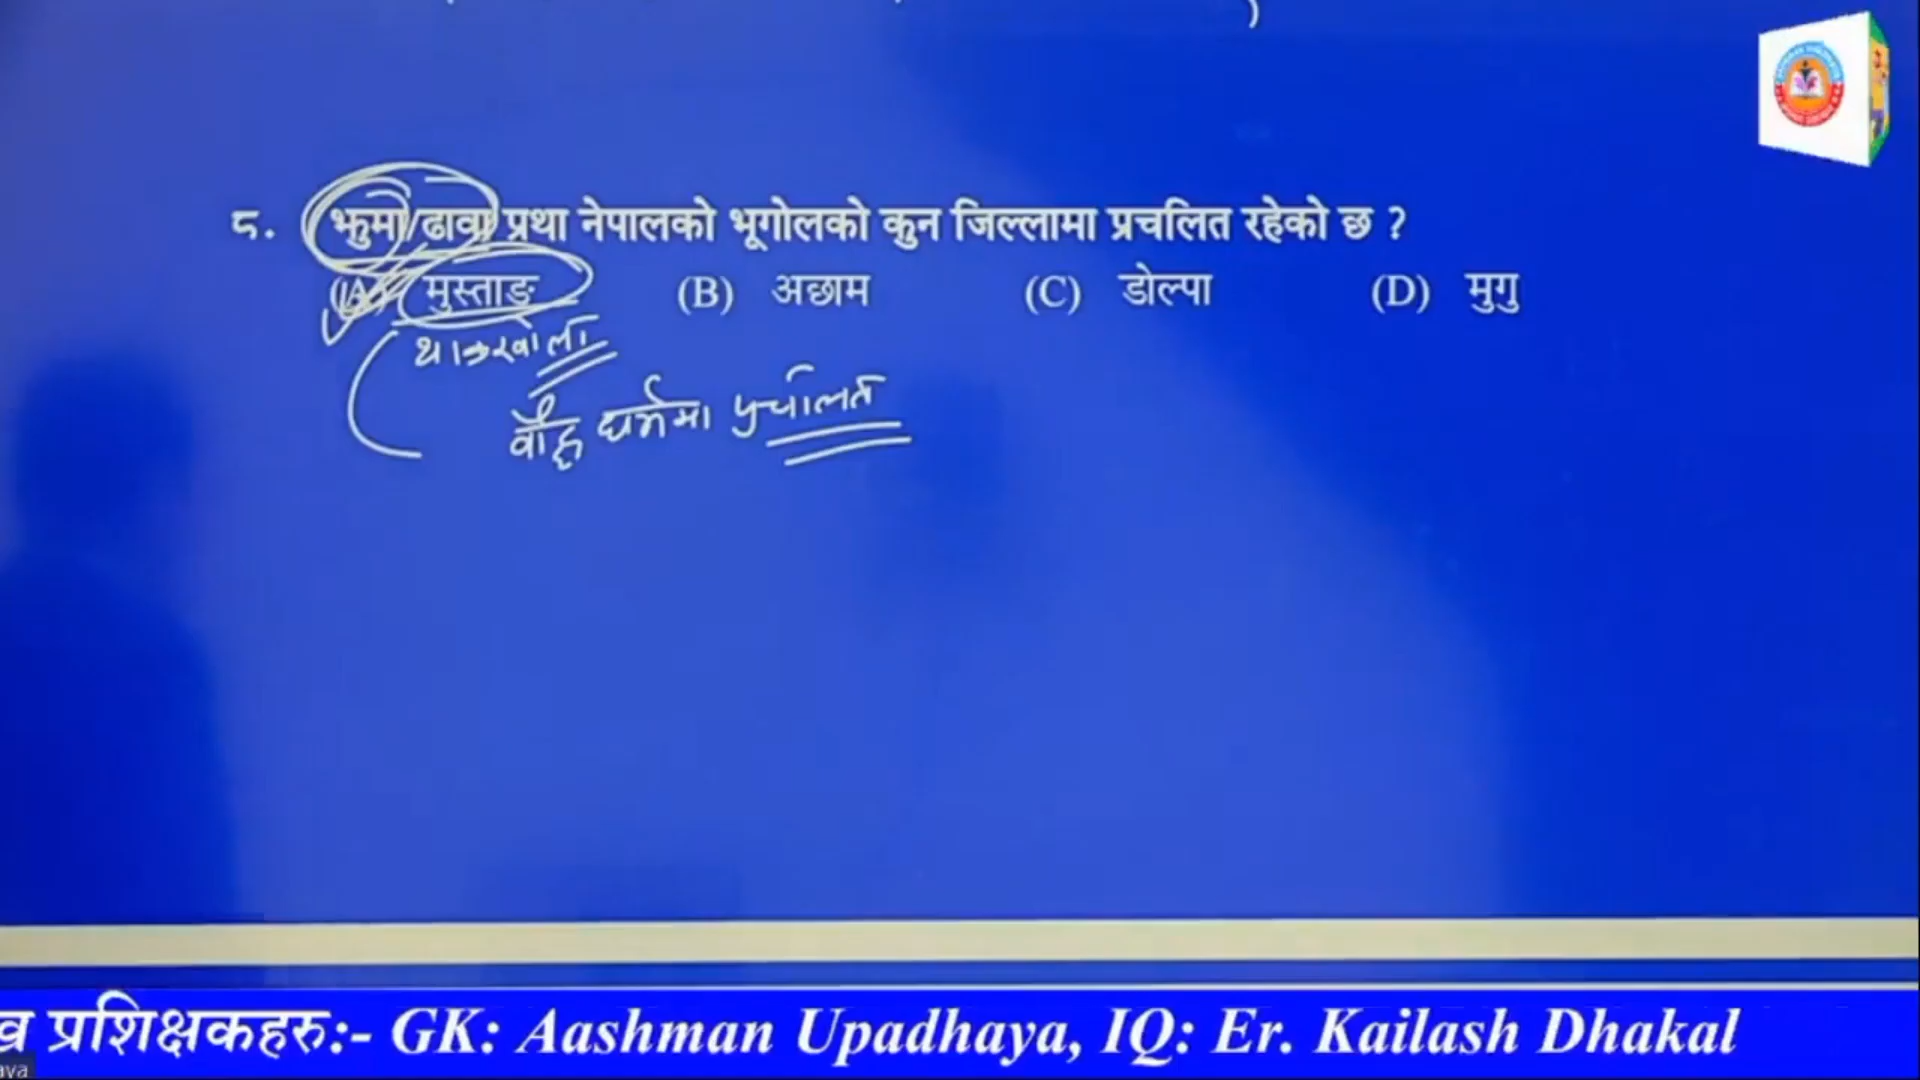 ८. झुमा/ढावा प्रथा नेपालको भूगोलको कुन जिल्लामा प्रचलित रहेको छ ?
(A) मुस्ताङ (B) अछाम (C) डोल्पा (D) मुगु
थाकखोला
बौद्ध धर्ममा प्रचलित
प्रशिक्षकहरु:- GK: Aashman Upadhaya, IQ: Er. Kailash Dhakal